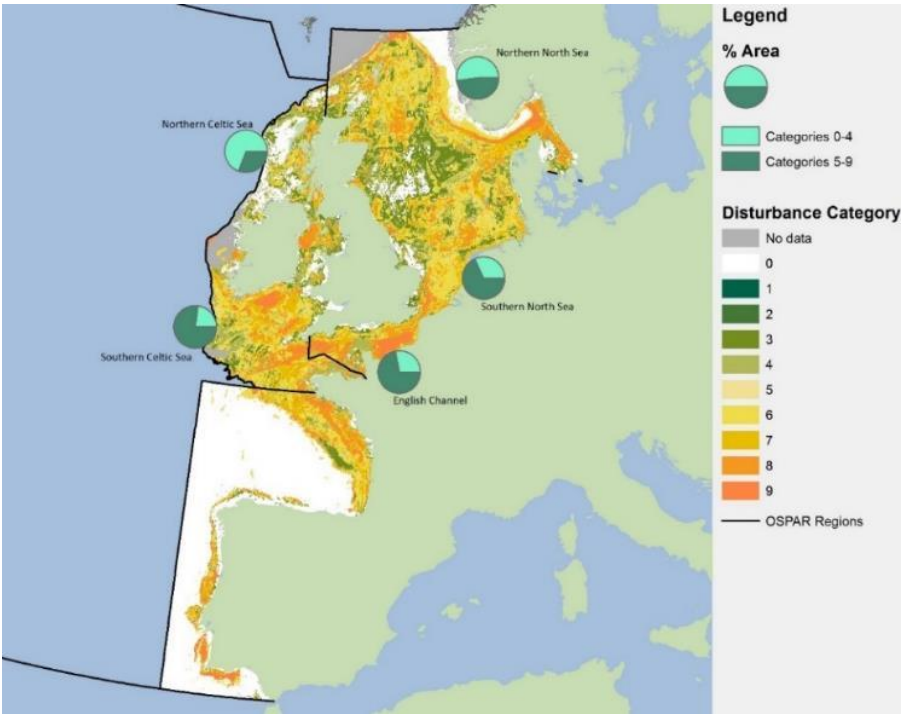 Northern North Sea
Northern Celtic Sea
Southern North Sea
Southern Celtic Sea
English Channel
Legend
% Area
Categories 0-4
Categories 5-9
Disturbance Category
No data
0
1
2
3
4
5
6
7
8
9
OSPAR Regions